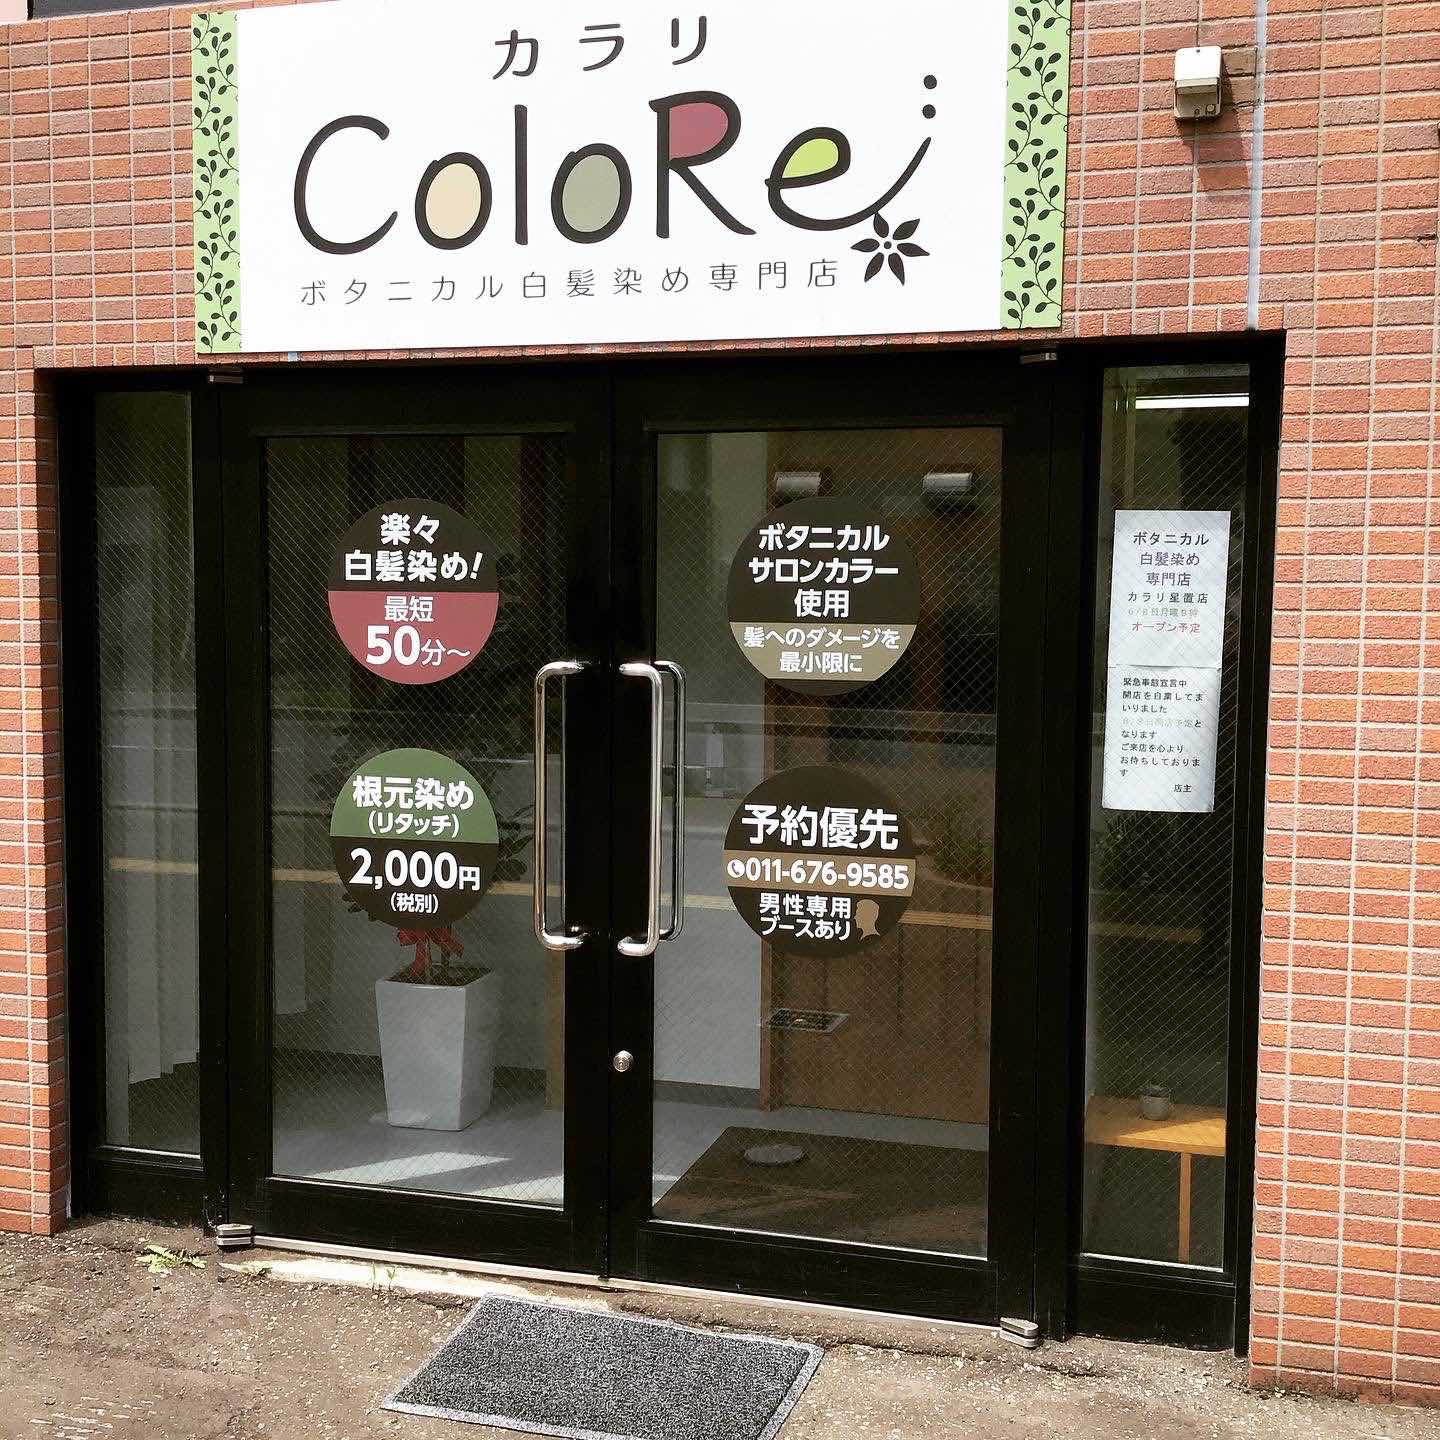 カラリ
ColoRe
ボタニカル白髪染め専門店
楽々
白髪染め!
最短
50分～
ボタニカル
サロンカラー
使用
髪へのダメージを
最小限に
根元染め
(リタッチ)
2,000円
(税別)
予約優先
011-676-9585
男性専用
ブースあり
ボタニカル
白髪染め
専門店
カラリ星置店
オープン予定
緊急事態宣言中
開店を自粛してま
いりました
となります
ご来店を心より
お待ちしておりま
す
店主